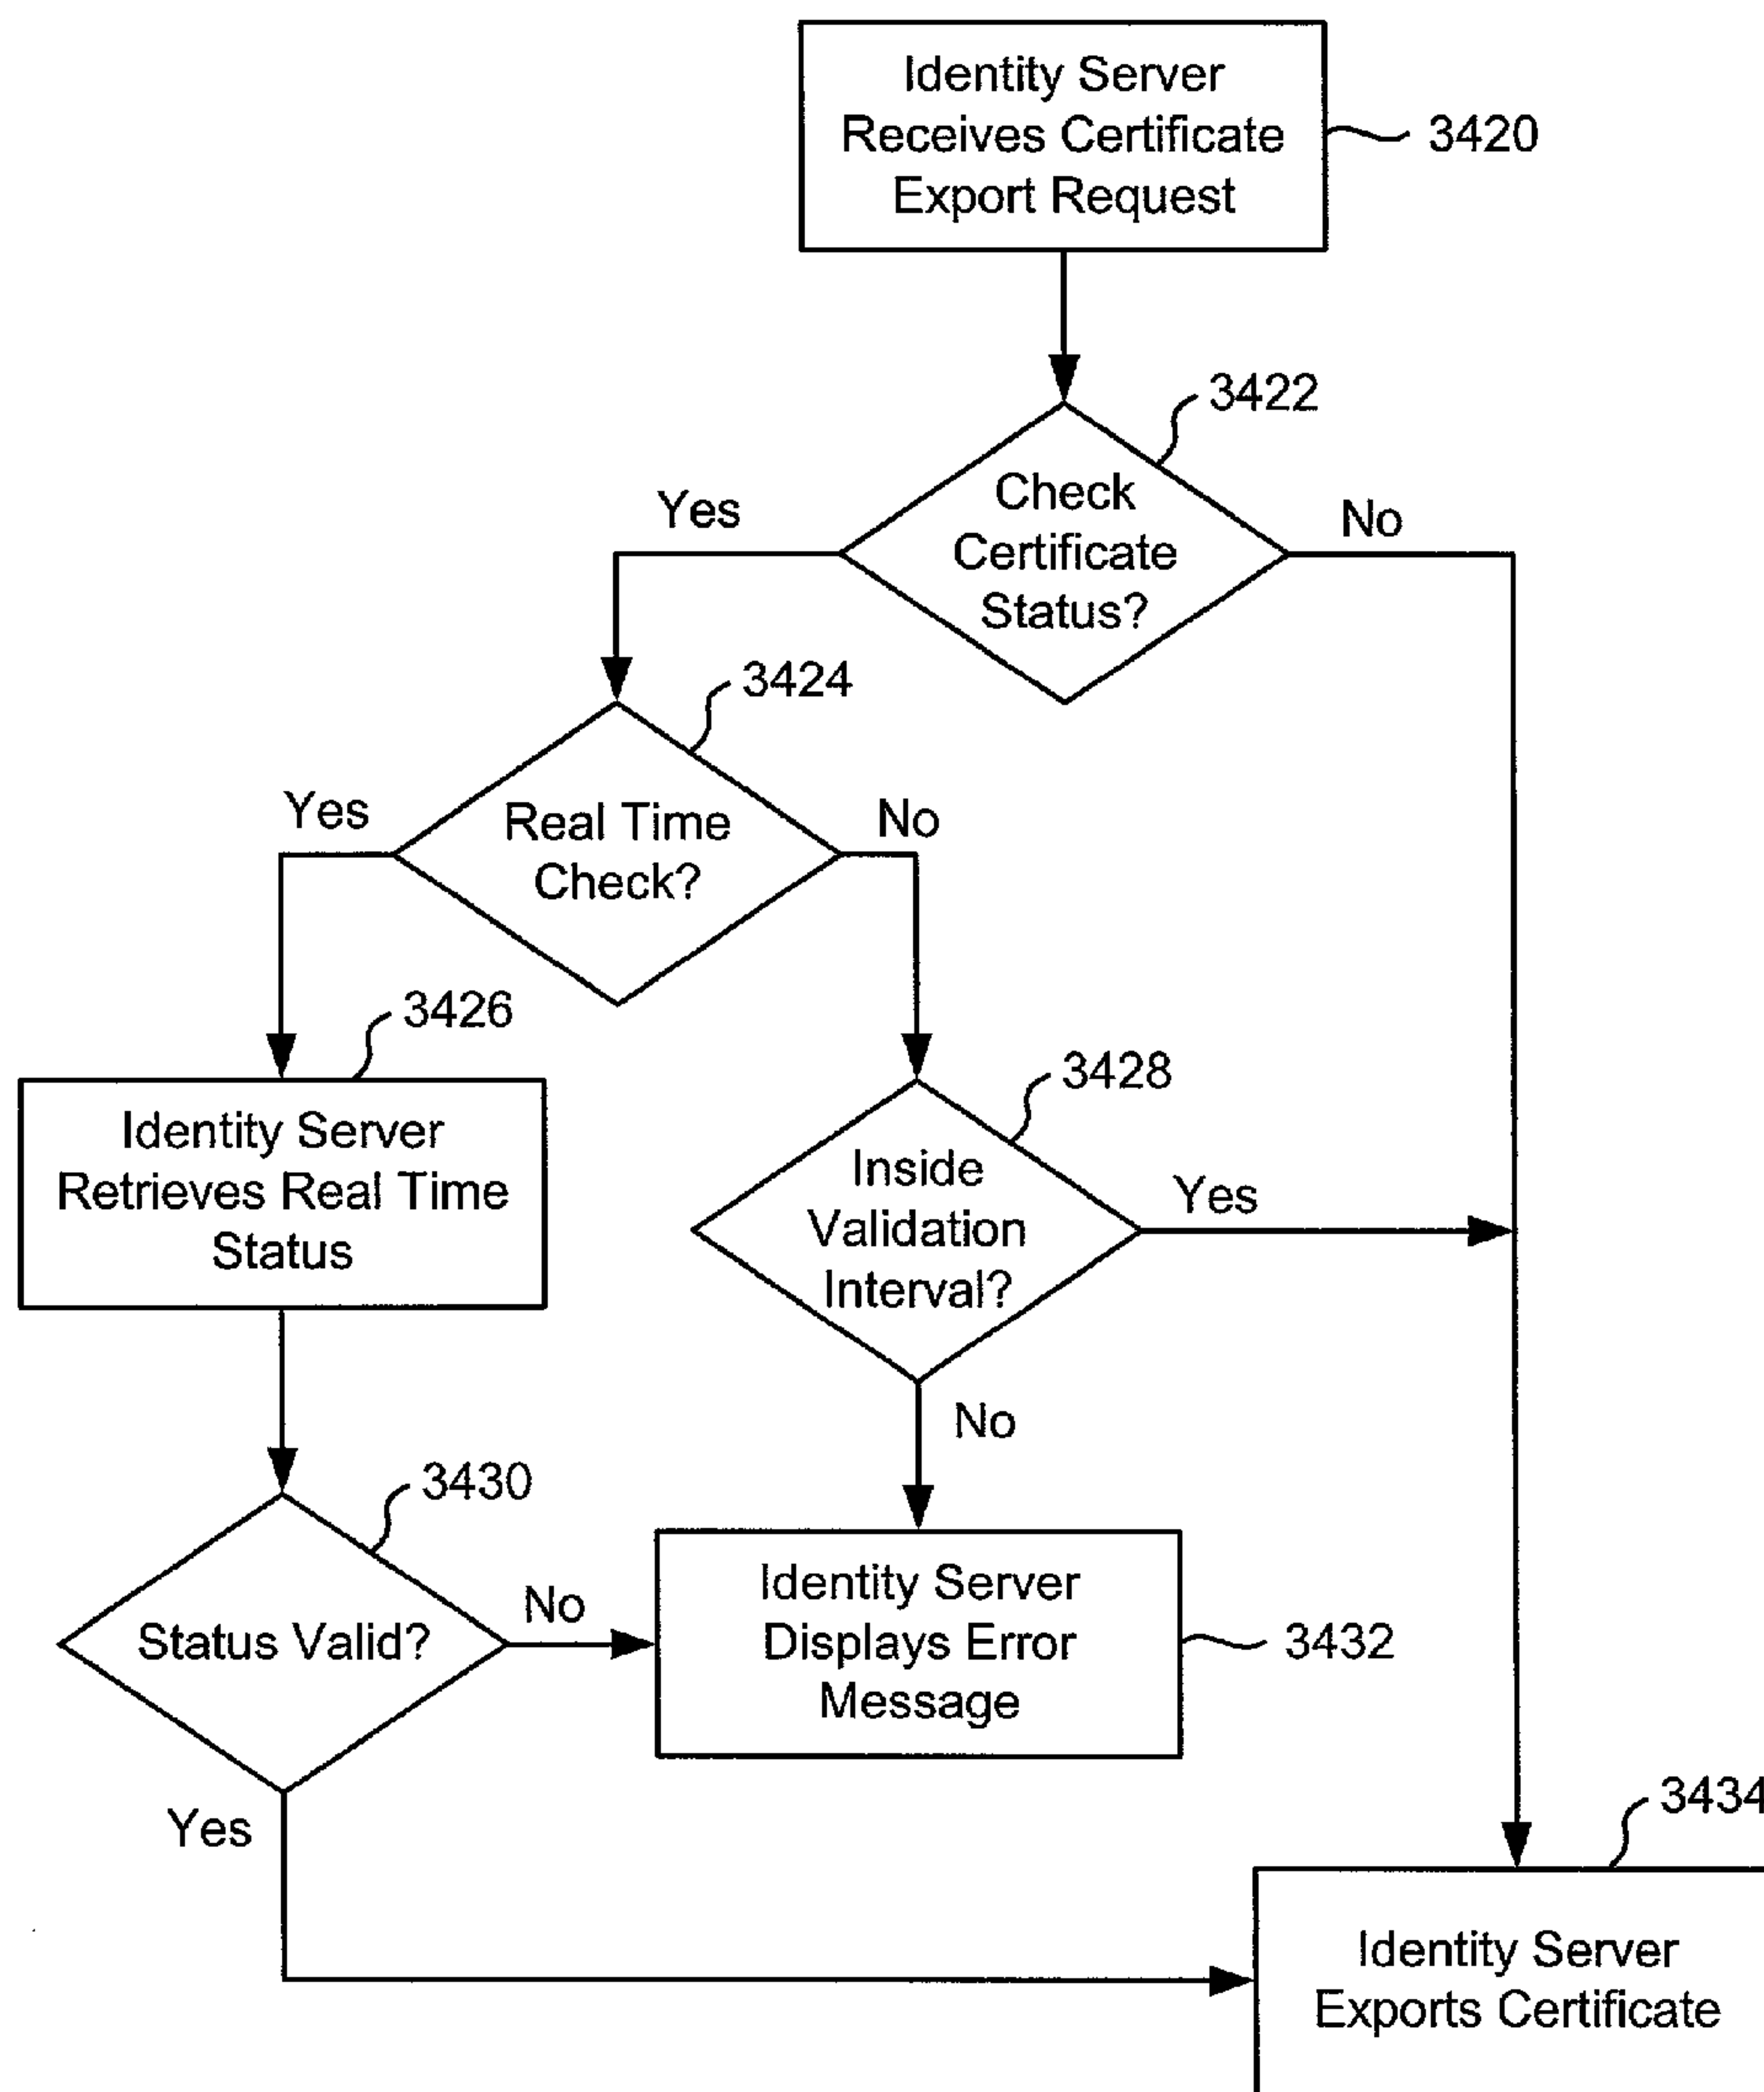 Identity Server
Receives Certificate
Export Request
3420
3422
Check
Certificate
Status?
Yes
No
3424
Real Time
Check?
Yes
No
3426
Identity Server
Retrieves Real Time
Status
3428
Inside
Validation
Interval?
Yes
No
3430
Status Valid?
No
Yes
Identity Server
Displays Error
Message
3432
3434
Identity Server
Exports Certificate